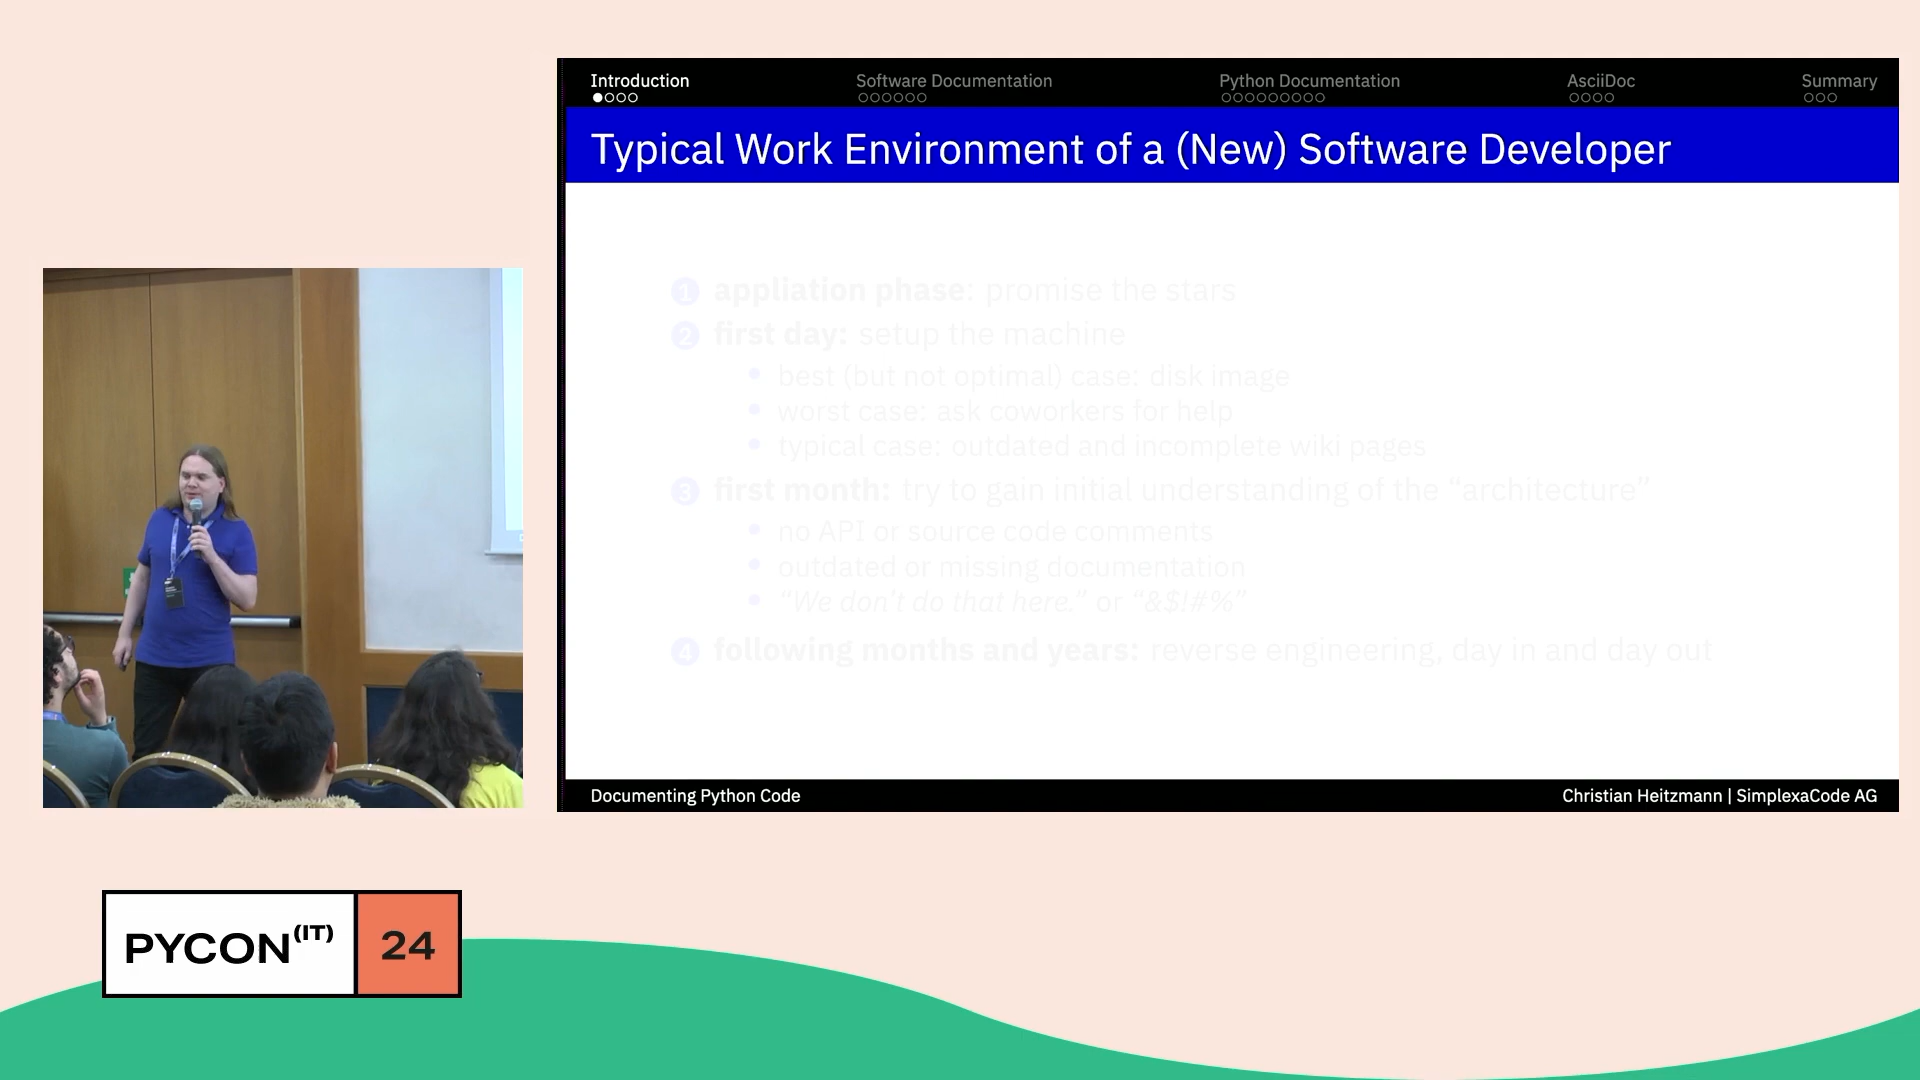 Introduction
Software Documentation
Python Documentation
AsciiDoc
Summary
Typical Work Environment of a (New) Software Developer
1 appliation phase: promise the stars
2 first day: setup the machine
• best (but not optimal) case: disk image
• worst case: ask coworkers for help
• typical case: outdated and incomplete wiki pages
3 first month: try to gain initial understanding of the “architecture”
• no API or source code comments
• outdated or missing documentation
• “We don't do that here.” or “&$!#%”
4 following months and years: reverse engineering, day in and day out
Documenting Python Code
Christian Heitzmann | SimplexaCode AG
PYCON(IT) 24